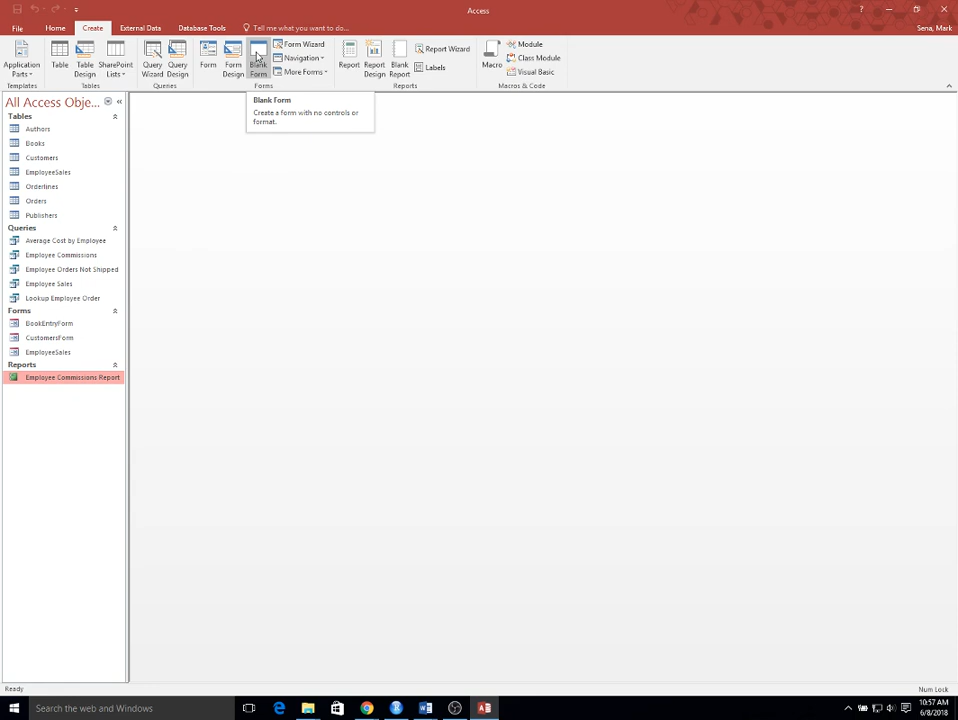 Access
? 
Sena, Mark
File
Home
Create
External Data
Database Tools
Tell me what you want to do...
Application Parts
Templates
Table
Table Design
SharePoint Lists
Tables
Query Wizard
Query Design
Queries
Form
Form Design
Blank Form
Form Wizard
Navigation
More Forms
Forms
Report
Report Design
Blank Report
Report Wizard
Labels
Reports
Macro
Module
Class Module
Visual Basic
Macros & Code
Blank Form
Create a form with no controls or
format.
All Access Obje...
Tables
Authors
Books
Customers
EmployeeSales
Orderlines
Orders
Publishers
Queries
Average Cost by Employee
Employee Commissions
Employee Orders Not Shipped
Employee Sales
Lookup Employee Order
Forms
BookEntryForm
CustomersForm
EmployeeSales
Reports
Employee Commissions Report
Ready
Num Lock
Search the web and Windows
10:57 AM
6/8/2018